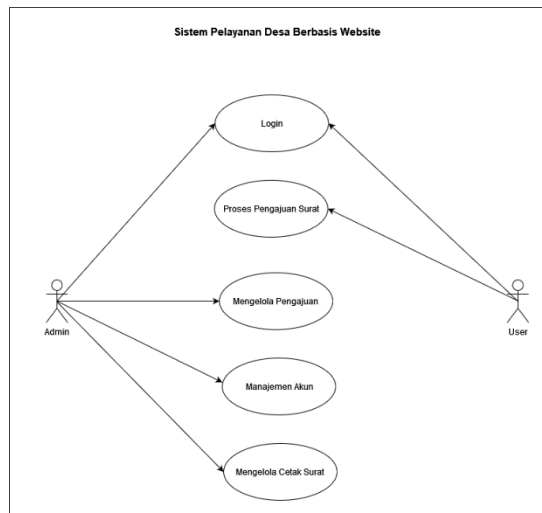 Sistem Pelayanan Desa Berbasis Website
Login
Proses Pengajuan Surat
Mengelola Pengajuan
Admin
User
Manajemen Akun
Mengelola Cetak Surat